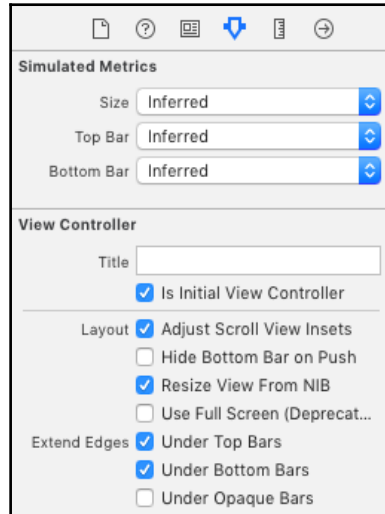 Simulated Metrics
Size Inferred
Top Bar Inferred
Bottom Bar Inferred
View Controller
Title
Is Initial View Controller
Layout Adjust Scroll View Insets
Hide Bottom Bar on Push
Resize View From NIB
Use Full Screen (Deprecat...
Extend Edges Under Top Bars
Under Bottom Bars
Under Opaque Bars